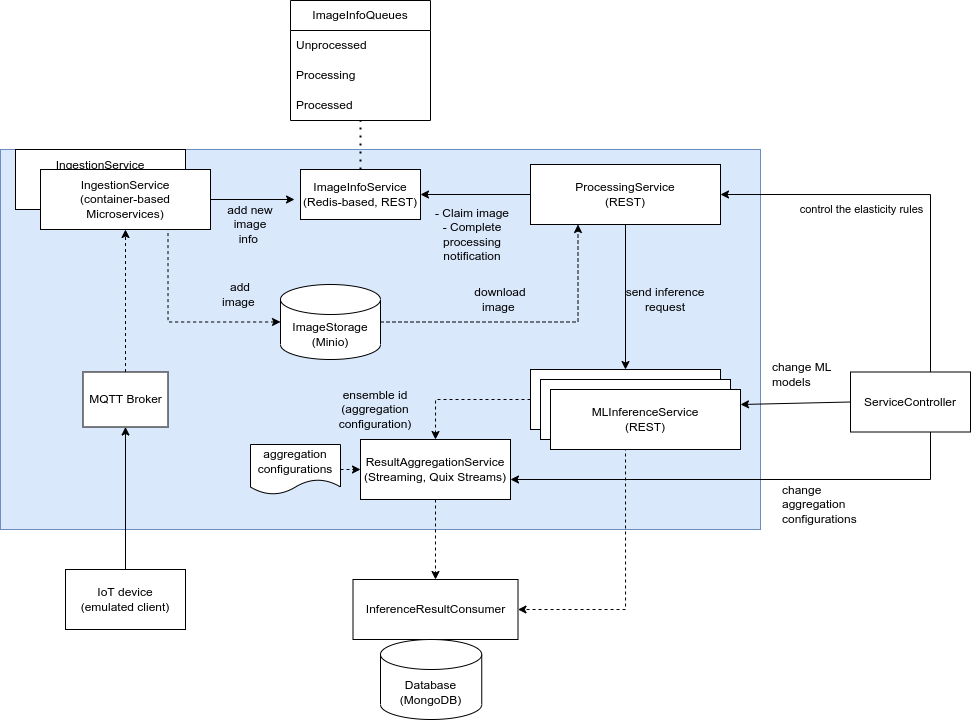 ImageInfoQueues
Unprocessed
Processing
Processed
IngestionService
IngestionService
(container-based
Microservices)
add new
image
info
ImageInfoService
(Redis-based, REST)
- Claim image
- Complete
processing
notification
ProcessingService
(REST)
control the elasticity rules
add
image
ImageStorage
(Minio)
download
image
send inference
request
MQTT Broker
ensemble id
(aggregation
configuration)
MLInferenceService
(REST)
change ML
models
ServiceController
aggregation
configurations
ResultAggregationService
(Streaming, Quix Streams)
change
aggregation
configurations
IoT device
(emulated client)
InferenceResultConsumer
Database
(MongoDB)